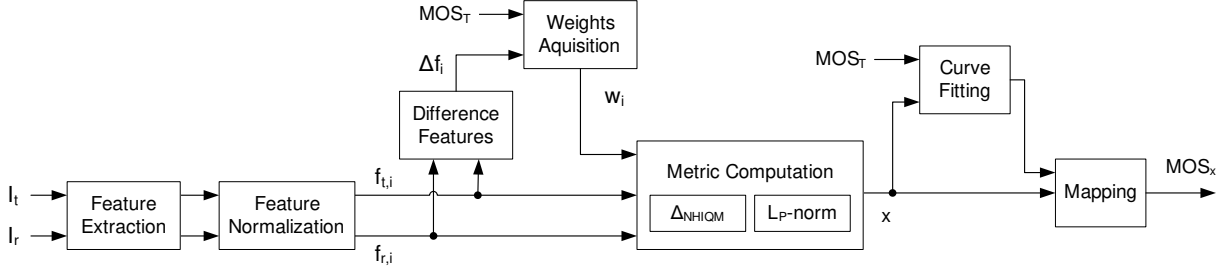 MOS_T
Weights
Aquisition
Δf_i
w_i
MOS_T
Curve
Fitting
Difference
Features
I_t
I_r
Feature
Extraction
Feature
Normalization
f_t,i
f_r,i
Metric Computation
Δ_NHIQM
L_P-norm
x
Mapping
MOS_x